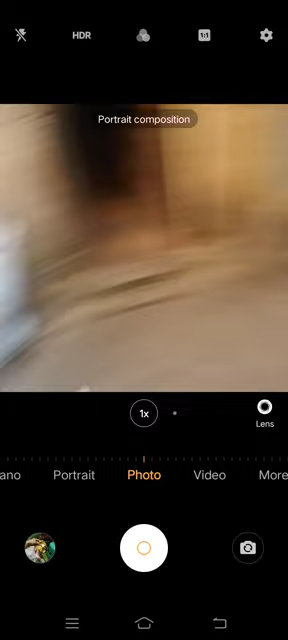 HDR
1:1
Portrait composition
1x
Lens
ano Portrait Photo Video More